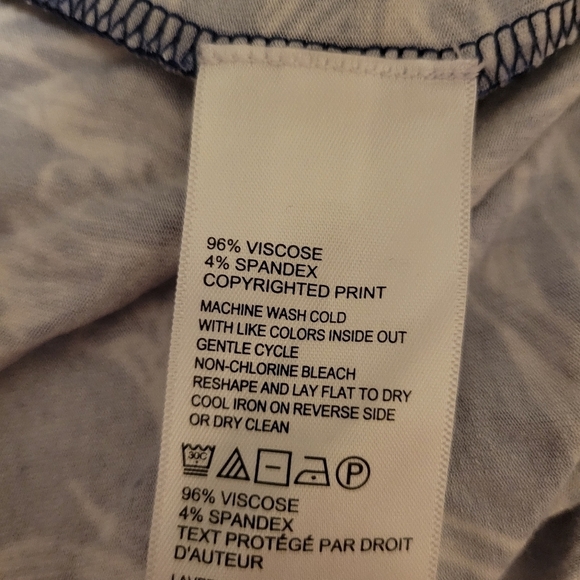 96% VISCOSE
4% SPANDEX
COPYRIGHTED PRINT
MACHINE WASH COLD
WITH LIKE COLORS INSIDE OUT
GENTLE CYCLE
NON-CHLORINE BLEACH
RESHAPE AND LAY FLAT TO DRY
COOL IRON ON REVERSE SIDE
OR DRY CLEAN
30C P
96% VISCOSE
4% SPANDEX
TEXT PROTÉGÉ PAR DROIT
D'AUTEUR